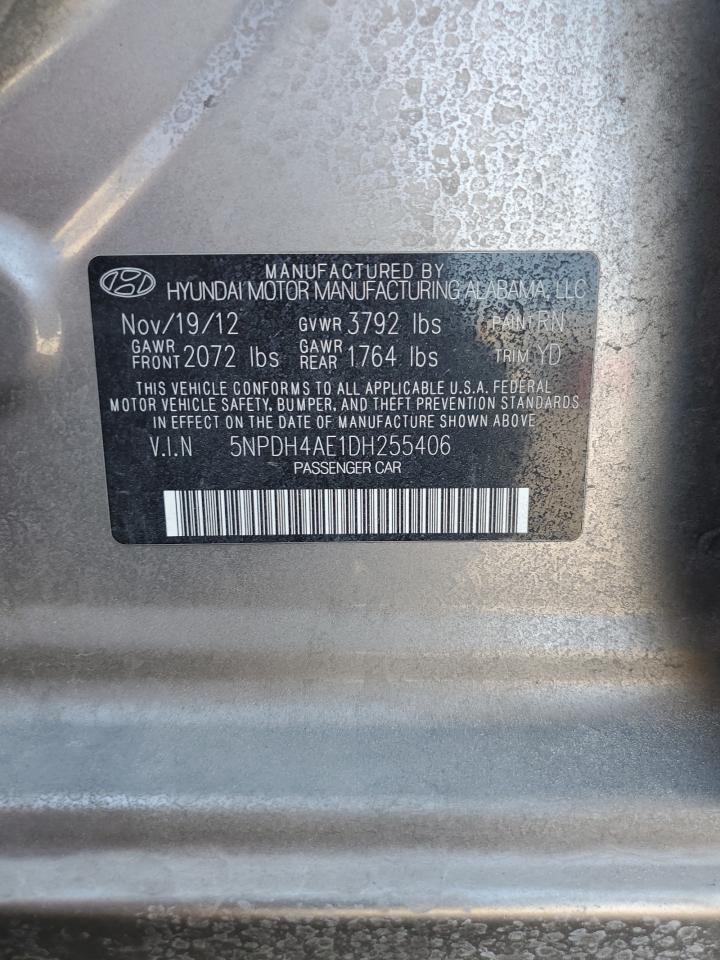 MANUFACTURED BY
HYUNDAI MOTOR MANUFACTURING ALABAMA, LLC
Nov/19/12 GVWR 3792 lbs PAINT RN
GAWR FRONT 2072 lbs GAWR REAR 1764 lbs TRIM YD
THIS VEHICLE CONFORMS TO ALL APPLICABLE U.S.A. FEDERAL
MOTOR VEHICLE SAFETY, BUMPER, AND THEFT PREVENTION STANDARDS
IN EFFECT ON THE DATE OF MANUFACTURE SHOWN ABOVE
V.I.N 5NPDH4AE1DH255406
PASSENGER CAR